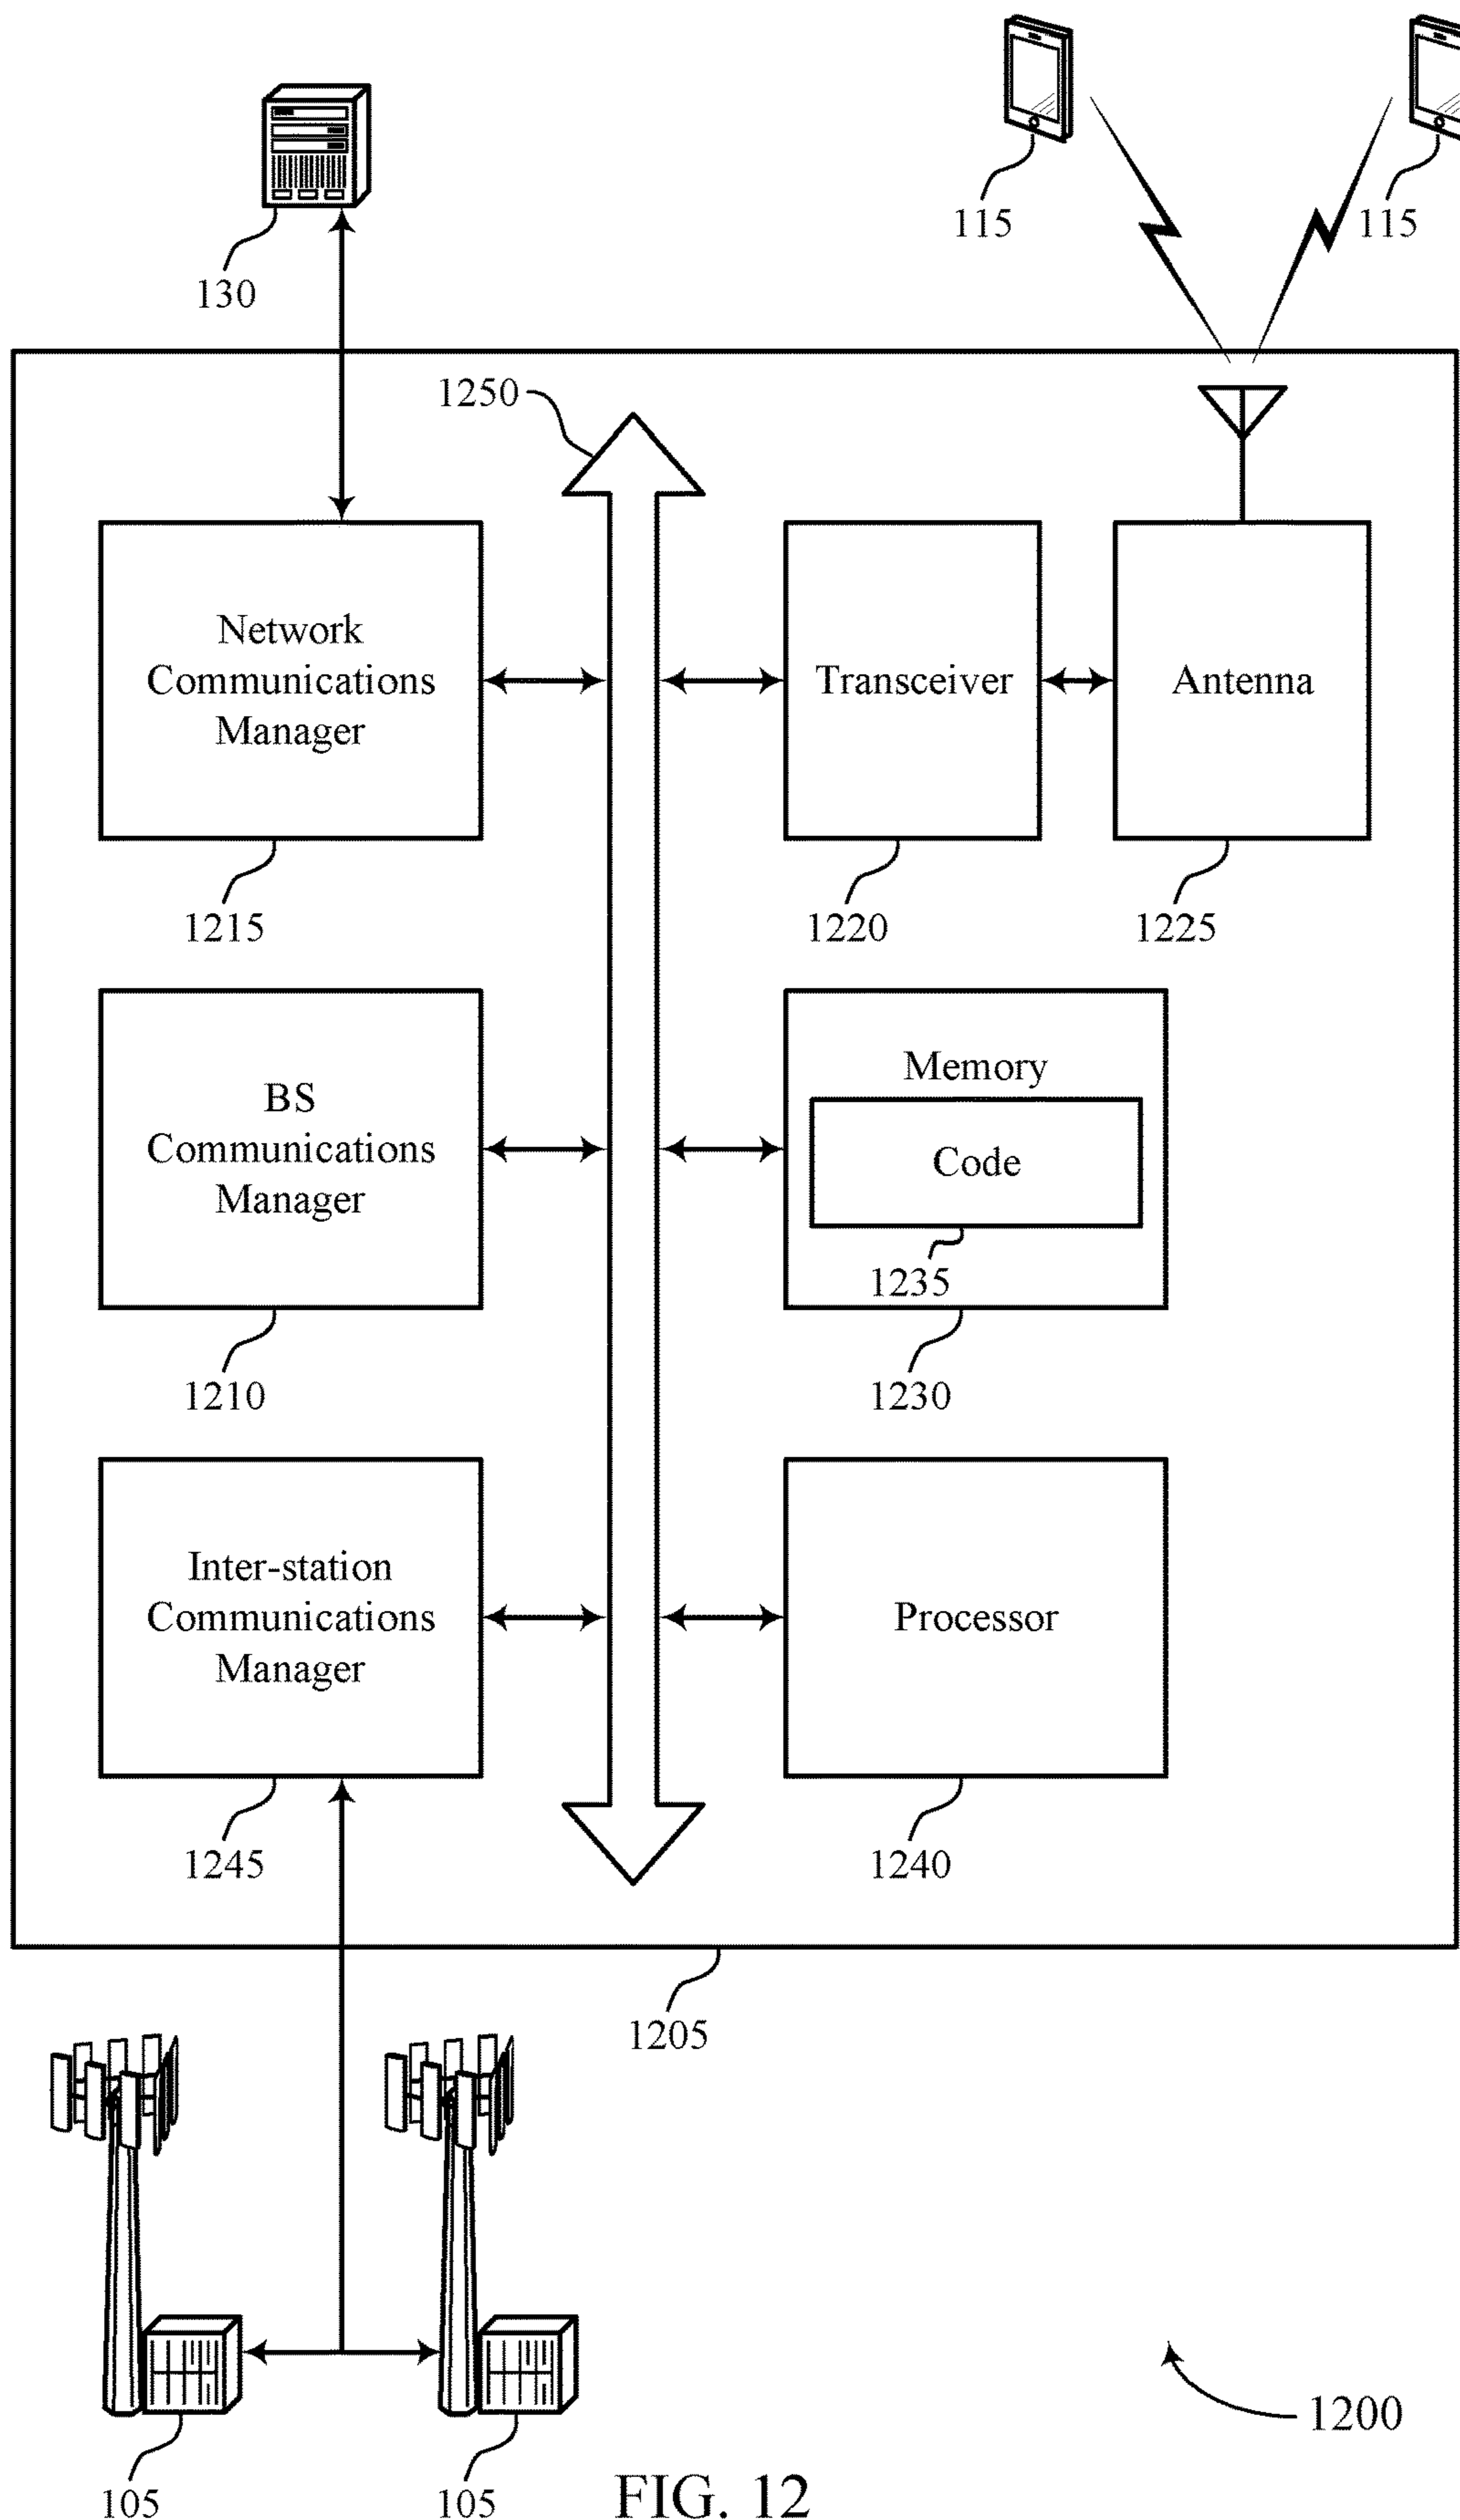 115
115
130
1250
Network
Communications
Manager
Transceiver
Antenna
1215
1220
1225
BS
Communications
Manager
Memory
Code
1235
1210
1230
Inter-station
Communications
Manager
Processor
1245
1240
1205
1200
105
105
FIG. 12